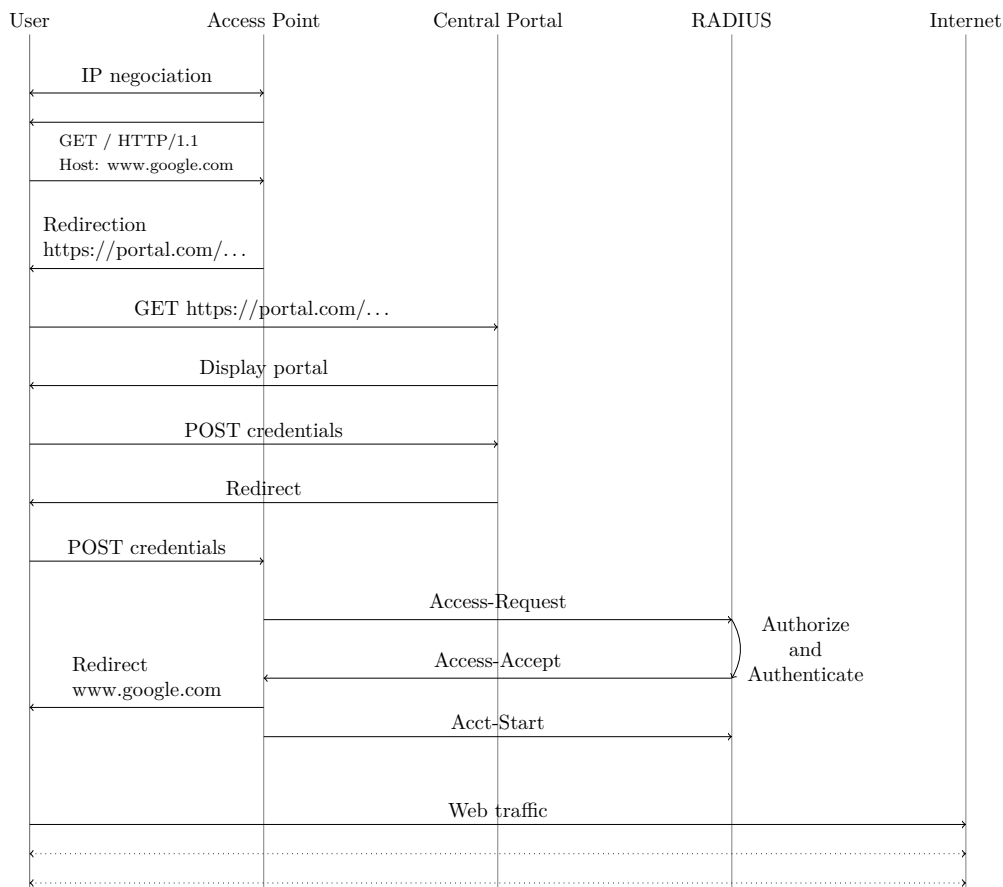 User
Access Point
Central Portal
RADIUS
Internet
IP negociation
GET / HTTP/1.1
Host: www.google.com
Redirection
https://portal.com/...
GET https://portal.com/...
Display portal
POST credentials
Redirect
POST credentials
Access-Request
Authorize
and
Authenticate
Access-Accept
Redirect
www.google.com
Acct-Start
Web traffic